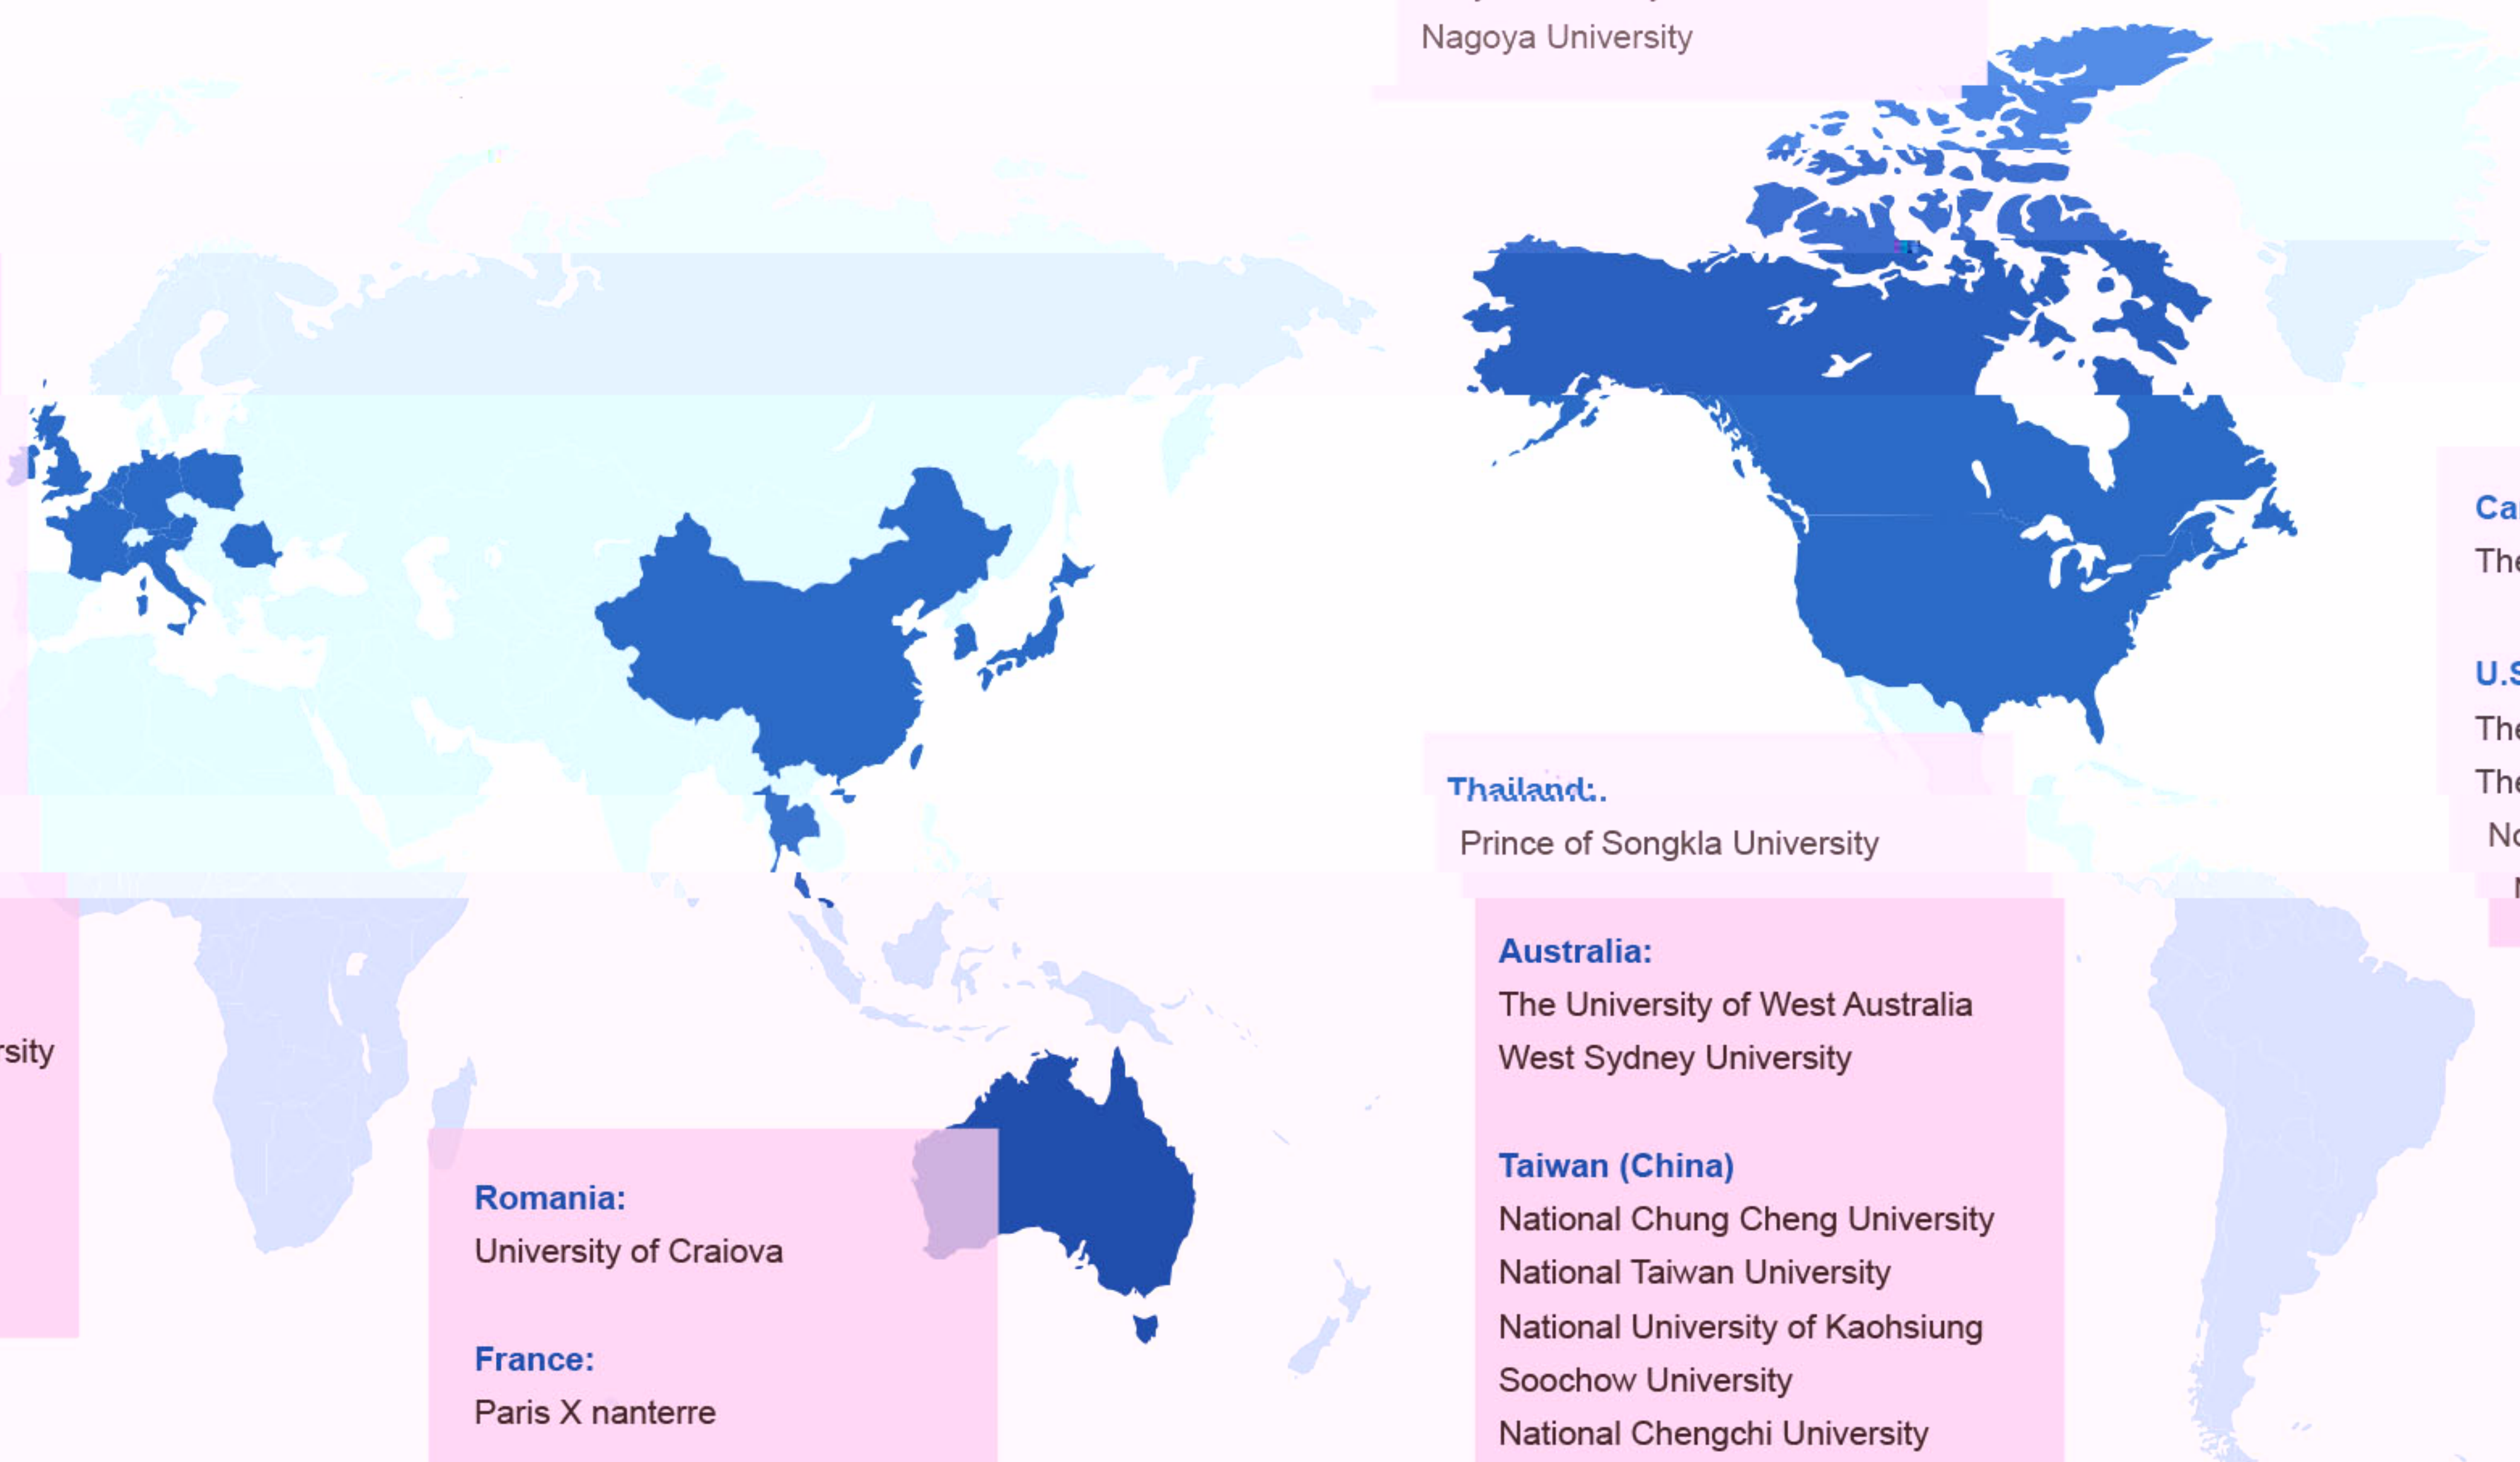 Nagoya University
Thailand:
Prince of Songkla University
Australia:
The University of West Australia
West Sydney University
Taiwan (China)
National Chung Cheng University
National Taiwan University
National University of Kaohsiung
Soochow University
National Chengchi University
Romania:
University of Craiova
France:
Paris X nanterre